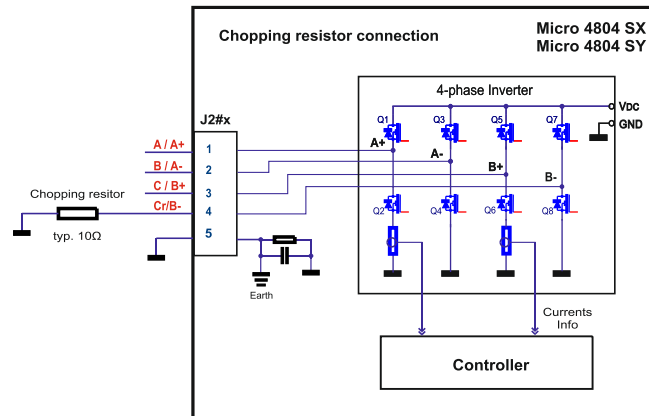 Chopping resistor connection
Micro 4804 SX
Micro 4804 SY
4-phase Inverter
J2#x
Q1
Q3
Q5
Q7
VDC
GND
A / A+
1
A+
B / A-
2
A-
C / B+
3
B+
Chopping resitor
Cr/B-
4
B-
typ. 10Ω
5
Q2
Q4
Q6
Q8
Earth
Currents
Info
Controller